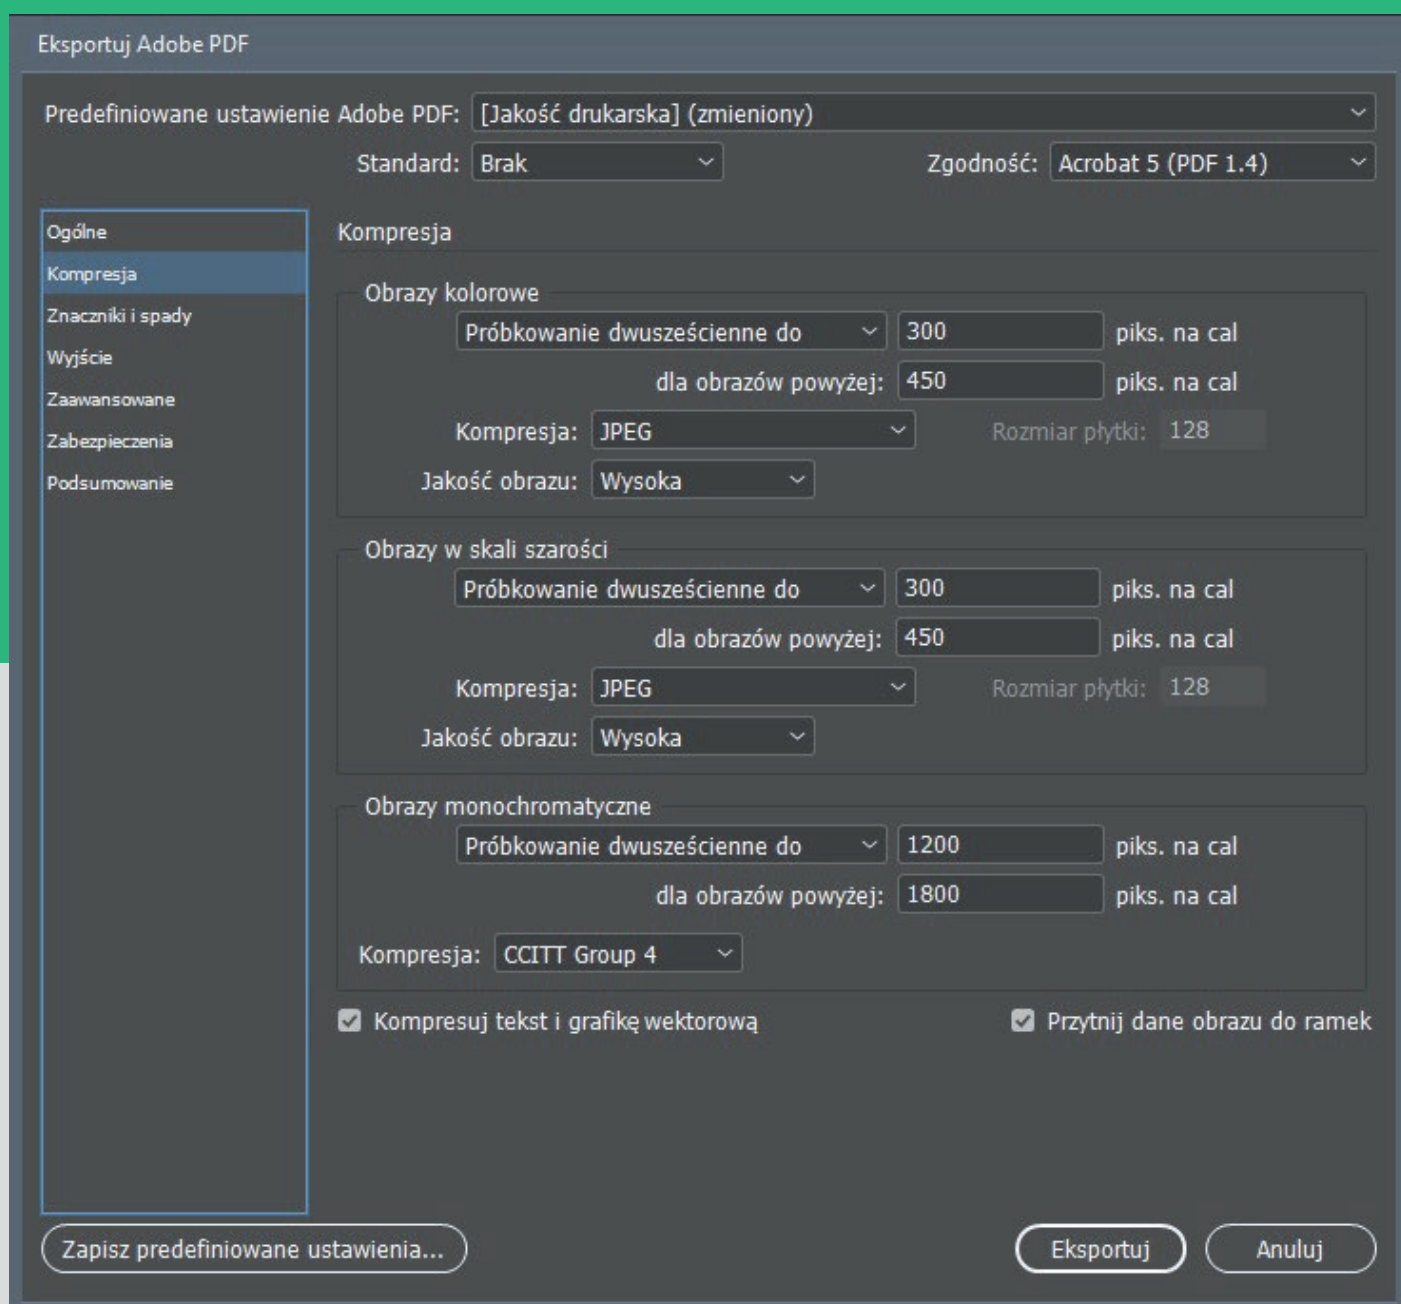 Eksportuj Adobe PDF
Predefiniowane ustawienie Adobe PDF: [Jakość drukarska] (zmieniony)
Standard: Brak Zgodność: Acrobat 5 (PDF 1.4)
Ogólne
Kompresja
Znaczniki i spady
Wyjście
Zaawansowane
Zabezpieczenia
Podsumowanie
Kompresja
Obrazy kolorowe
Próbkowanie dwusześcienne do 300 piks. na cal
dla obrazów powyżej: 450 piks. na cal
Kompresja: JPEG Rozmiar płytki: 128
Jakość obrazu: Wysoka
Obrazy w skali szarości
Próbkowanie dwusześcienne do 300 piks. na cal
dla obrazów powyżej: 450 piks. na cal
Kompresja: JPEG Rozmiar płytki: 128
Jakość obrazu: Wysoka
Obrazy monochromatyczne
Próbkowanie dwusześcienne do 1200 piks. na cal
dla obrazów powyżej: 1800 piks. na cal
Kompresja: CCITT Group 4
Kompresuj tekst i grafikę wektorową Przytnij dane obrazu do ramek
Zapisz predefiniowane ustawienia... Eksportuj Anuluj